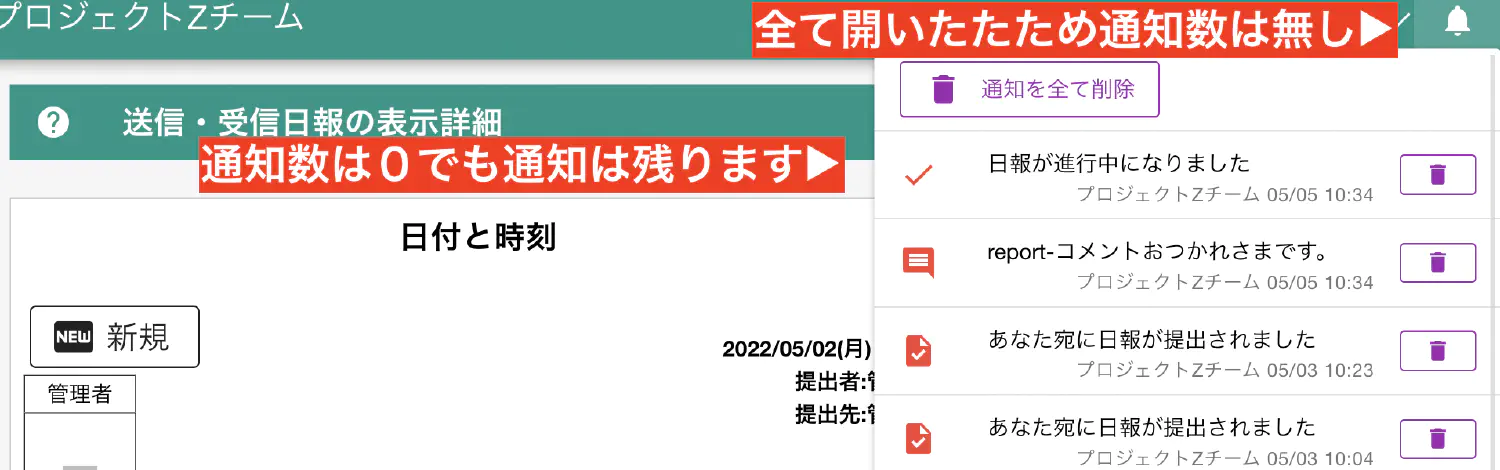 プロジェクトZチーム
全て開いたたため通知数は無し▶
送信・受信日報の表示詳細
通知数は０でも通知は残ります▶
日付と時刻
NEW 新規
管理者
2022/05/02(月)
提出者:
提出先:
通知を全て削除
日報が進行中になりました
プロジェクトZチーム 05/05 10:34
report-コメントおつかれさまです。
プロジェクトZチーム 05/05 10:34
あなた宛に日報が提出されました
プロジェクトZチーム 05/03 10:23
あなた宛に日報が提出されました
プロジェクトZチーム 05/03 10:04